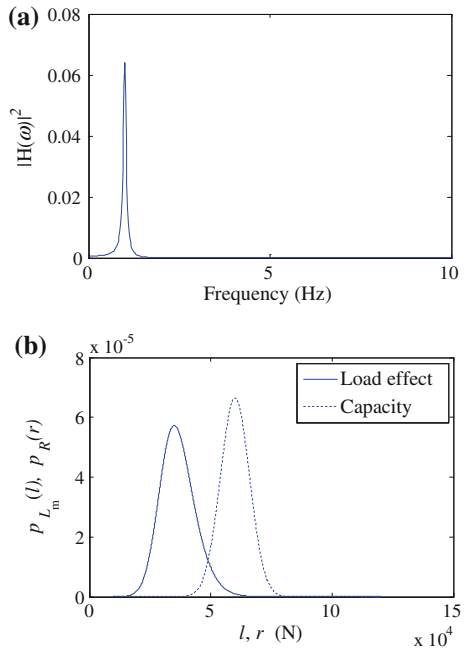 (a)
0.08
0.06
0.04
0.02
0
|H(ω)|²
0 5 10
Frequency (Hz)
(b)
x 10⁻⁵
8
6
4
2
0
p_{L_m}(l), p_R(r)
Load effect
Capacity
0 5 10 15
x 10⁴
l, r (N)